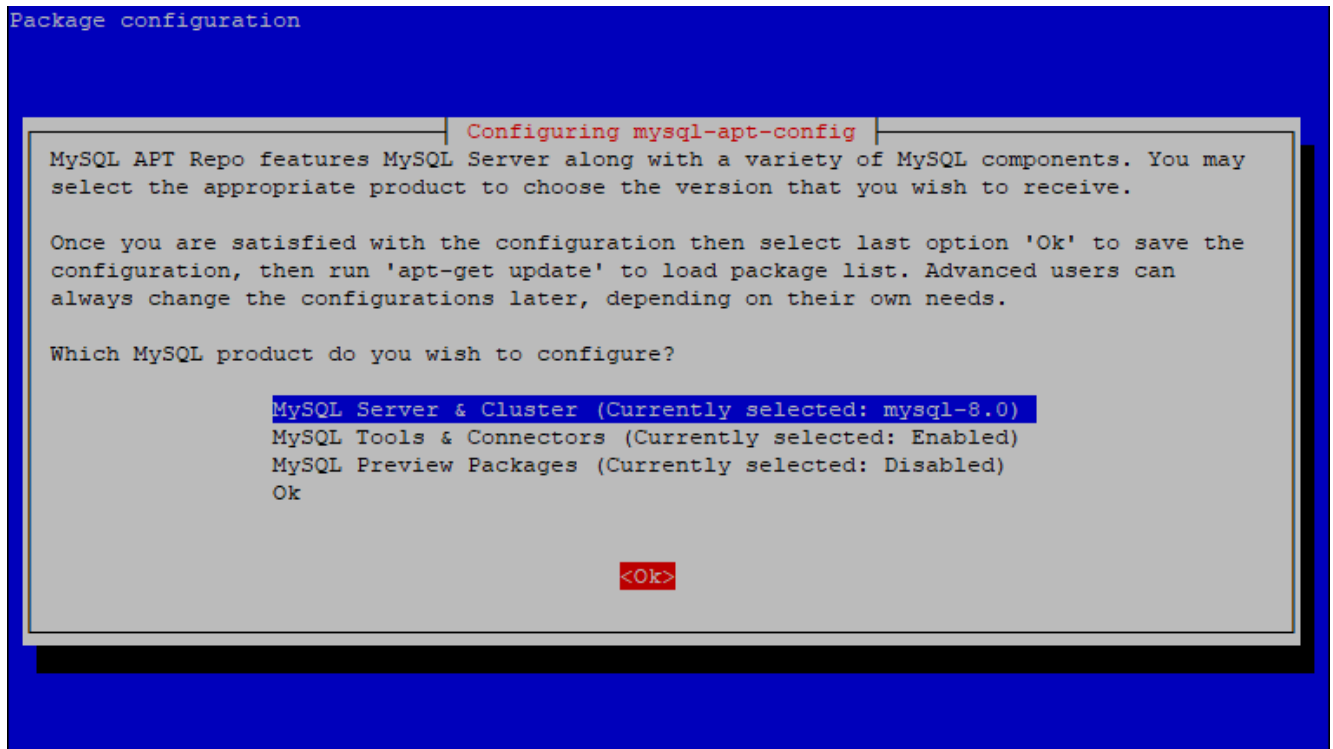 Package configuration
Configuring mysql-apt-config
MySQL APT Repo features MySQL Server along with a variety of MySQL components. You may
select the appropriate product to choose the version that you wish to receive.
Once you are satisfied with the configuration then select last option 'Ok' to save the
configuration, then run 'apt-get update' to load package list. Advanced users can
always change the configurations later, depending on their own needs.
Which MySQL product do you wish to configure?
MySQL Server & Cluster (Currently selected: mysql-8.0)
MySQL Tools & Connectors (Currently selected: Enabled)
MySQL Preview Packages (Currently selected: Disabled)
Ok
<Ok>